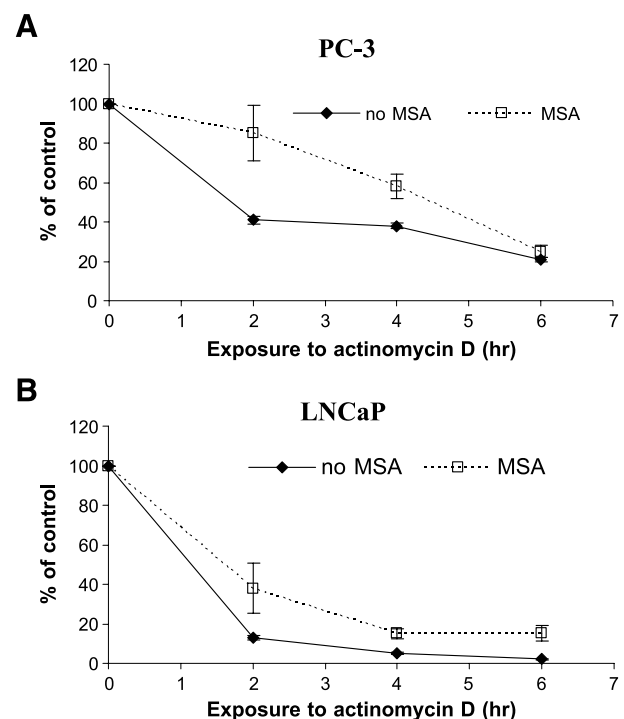 A
PC-3
120
100
80
60
40
20
0
% of control
no MSA
MSA
0 1 2 3 4 5 6 7
Exposure to actinomycin D (hr)
B
LNCaP
120
100
80
60
40
20
0
% of control
no MSA
MSA
0 1 2 3 4 5 6 7
Exposure to actinomycin D (hr)